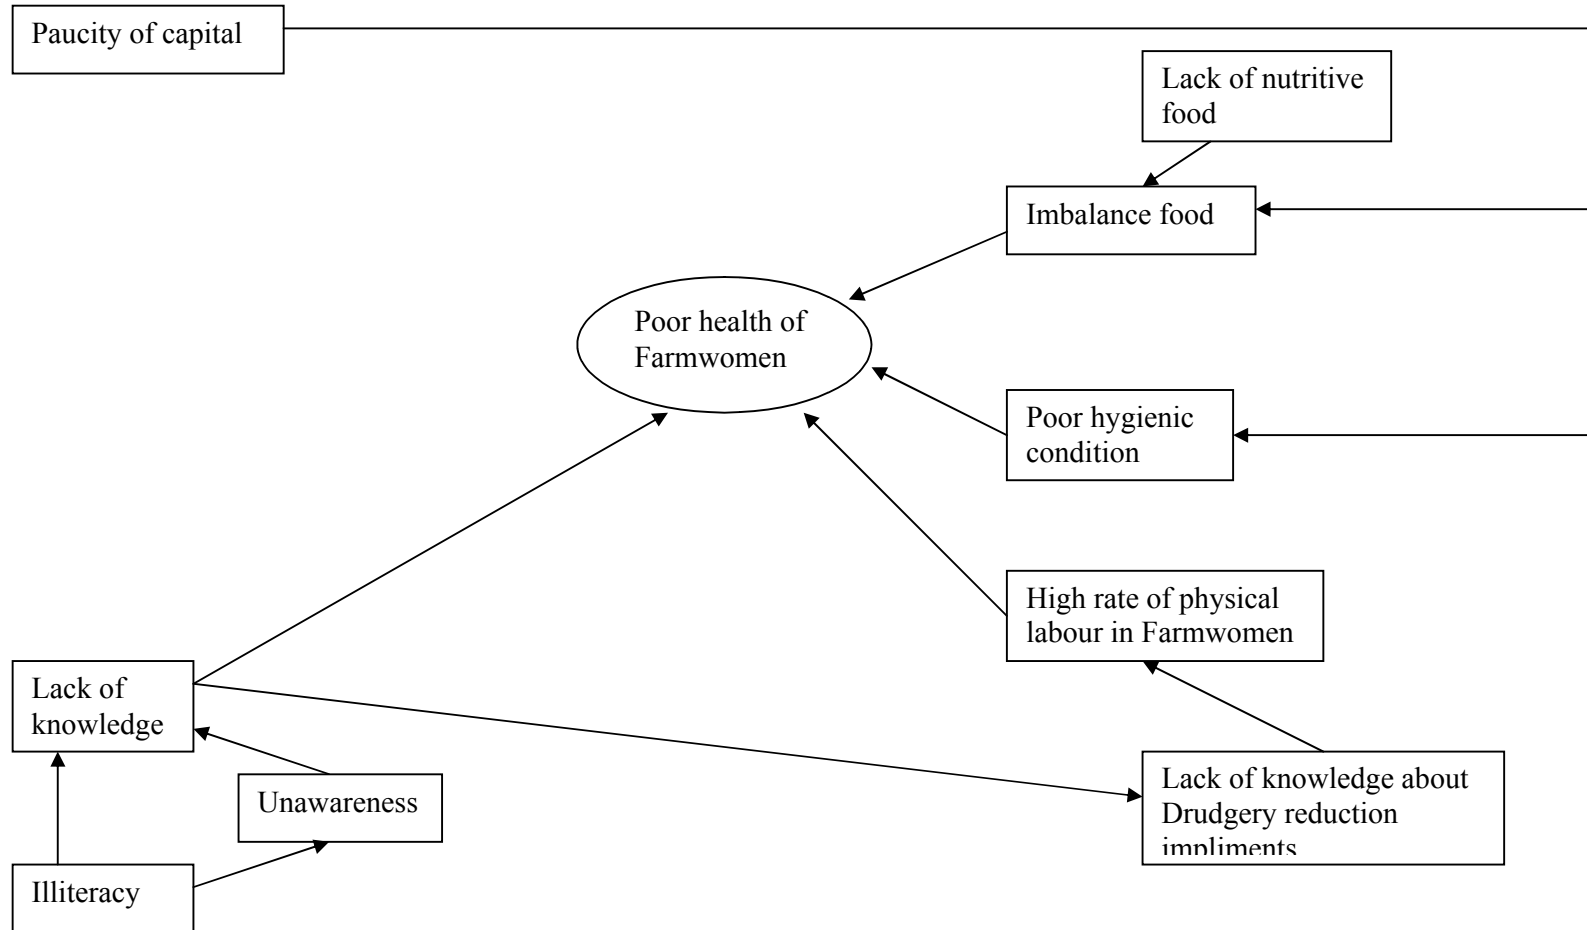 Paucity of capital
Lack of nutritive
food
Imbalance food
Poor health of
Farmwomen
Poor hygienic
condition
High rate of physical
labour in Farmwomen
Lack of
knowledge
Unawareness
Lack of knowledge about
Drudgery reduction
impliments
Illiteracy